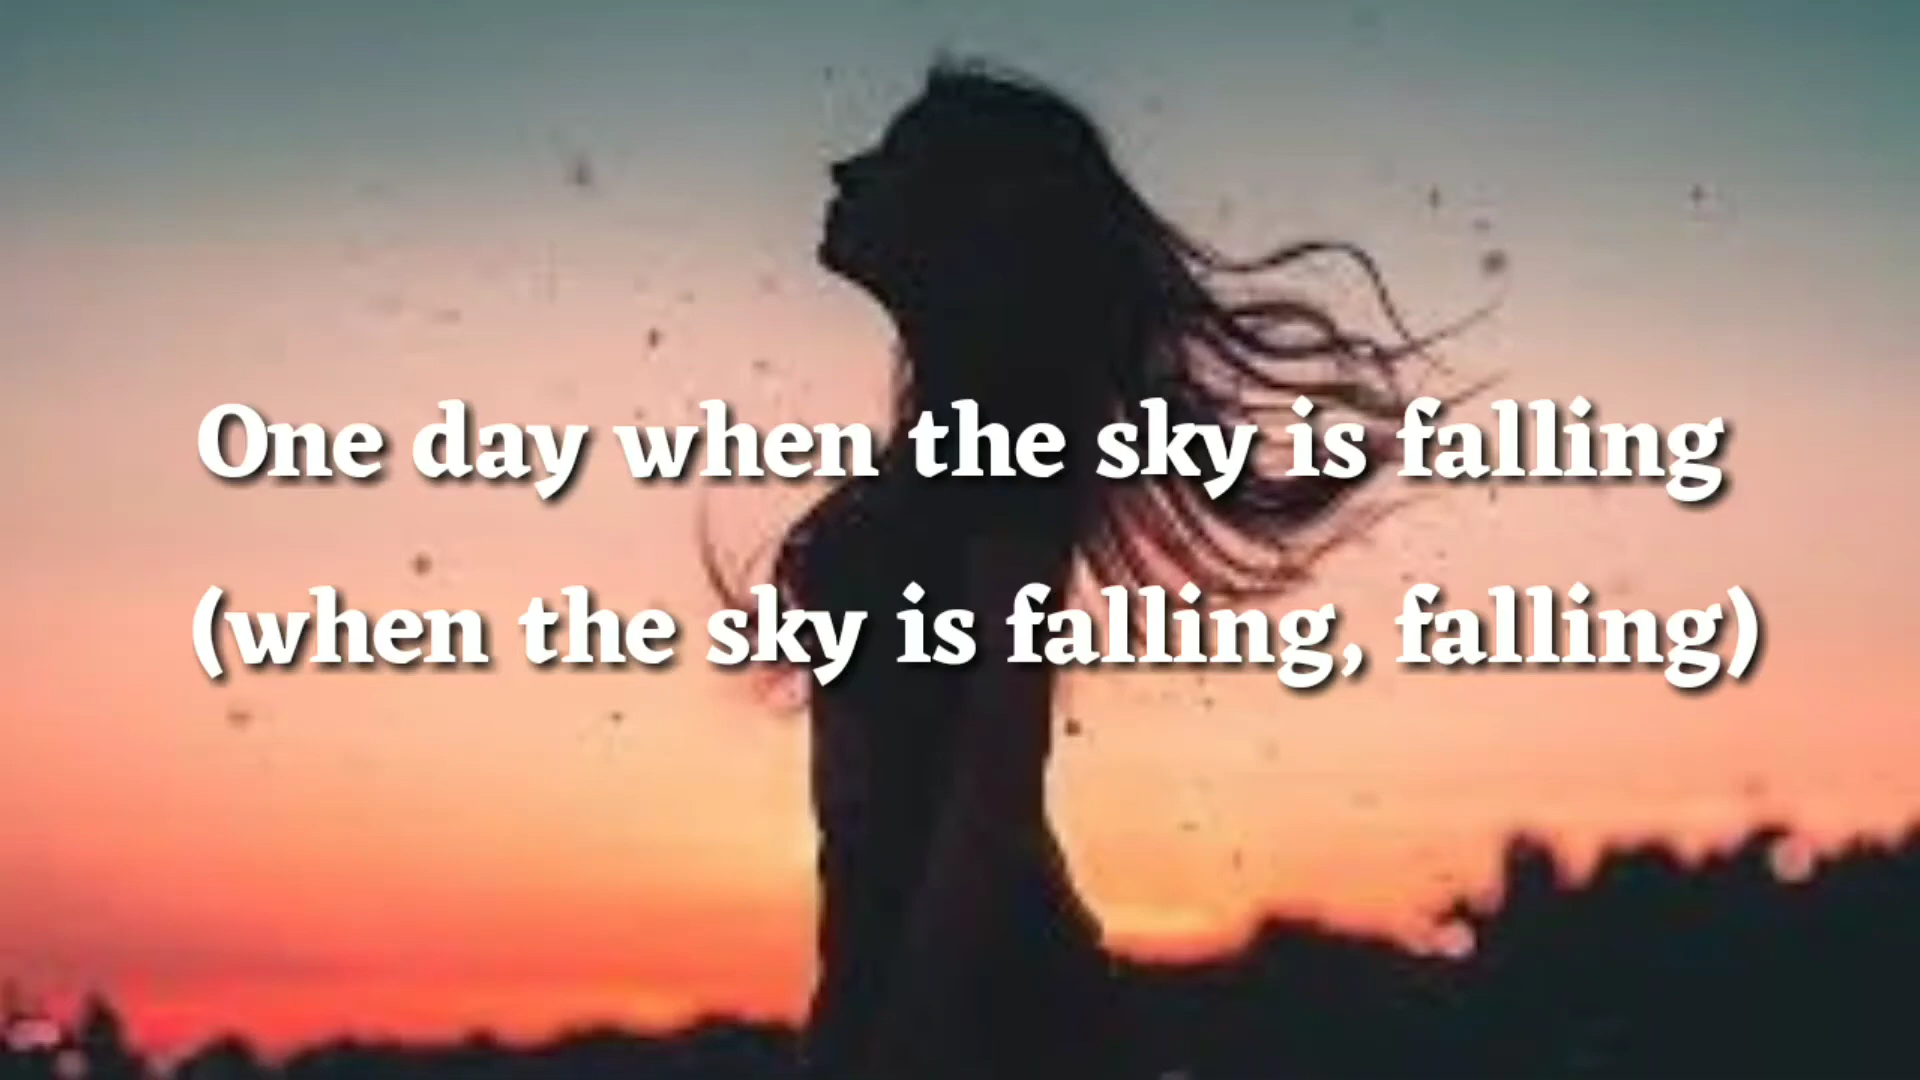 One day when the sky is falling
(when the sky is falling, falling)